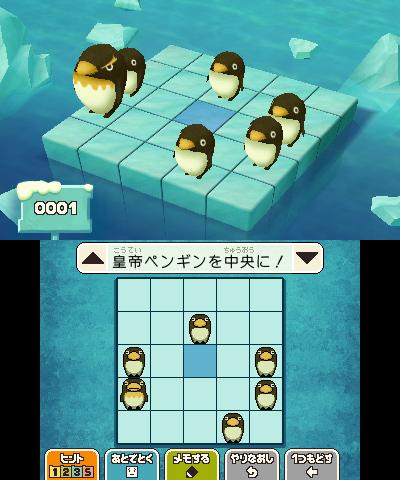 0001
こうてい ちゅうおう
皇帝ペンギンを中央に！
ヒント あとでとく メモする やりなおし 1つもどす
1 2 3 S